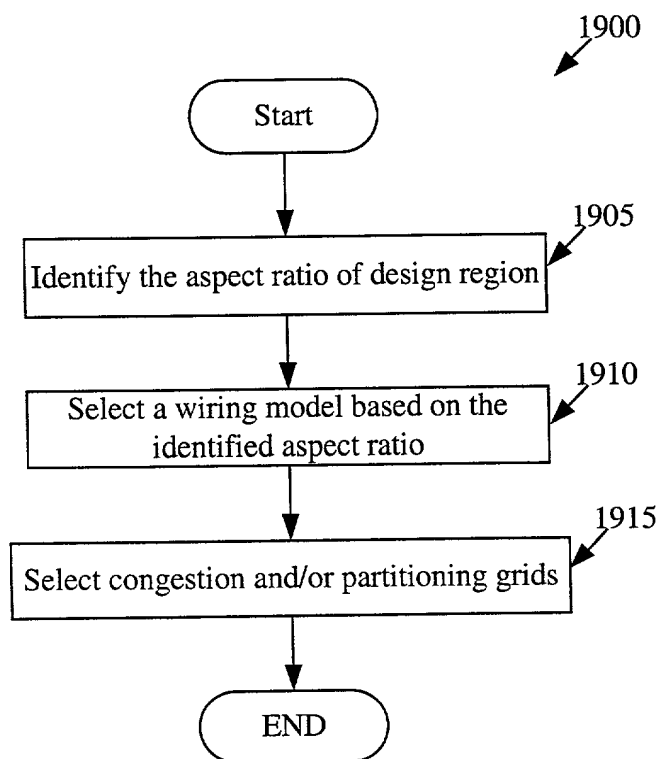 1900
Start
1905
Identify the aspect ratio of design region
1910
Select a wiring model based on the
identified aspect ratio
1915
Select congestion and/or partitioning grids
END